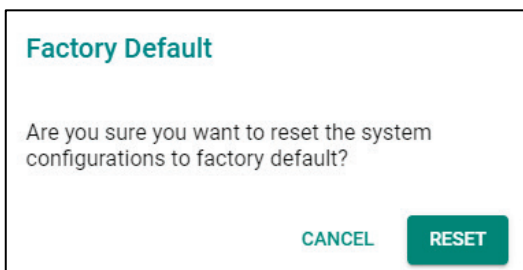 Factory Default
Are you sure you want to reset the system
configurations to factory default?
CANCEL RESET